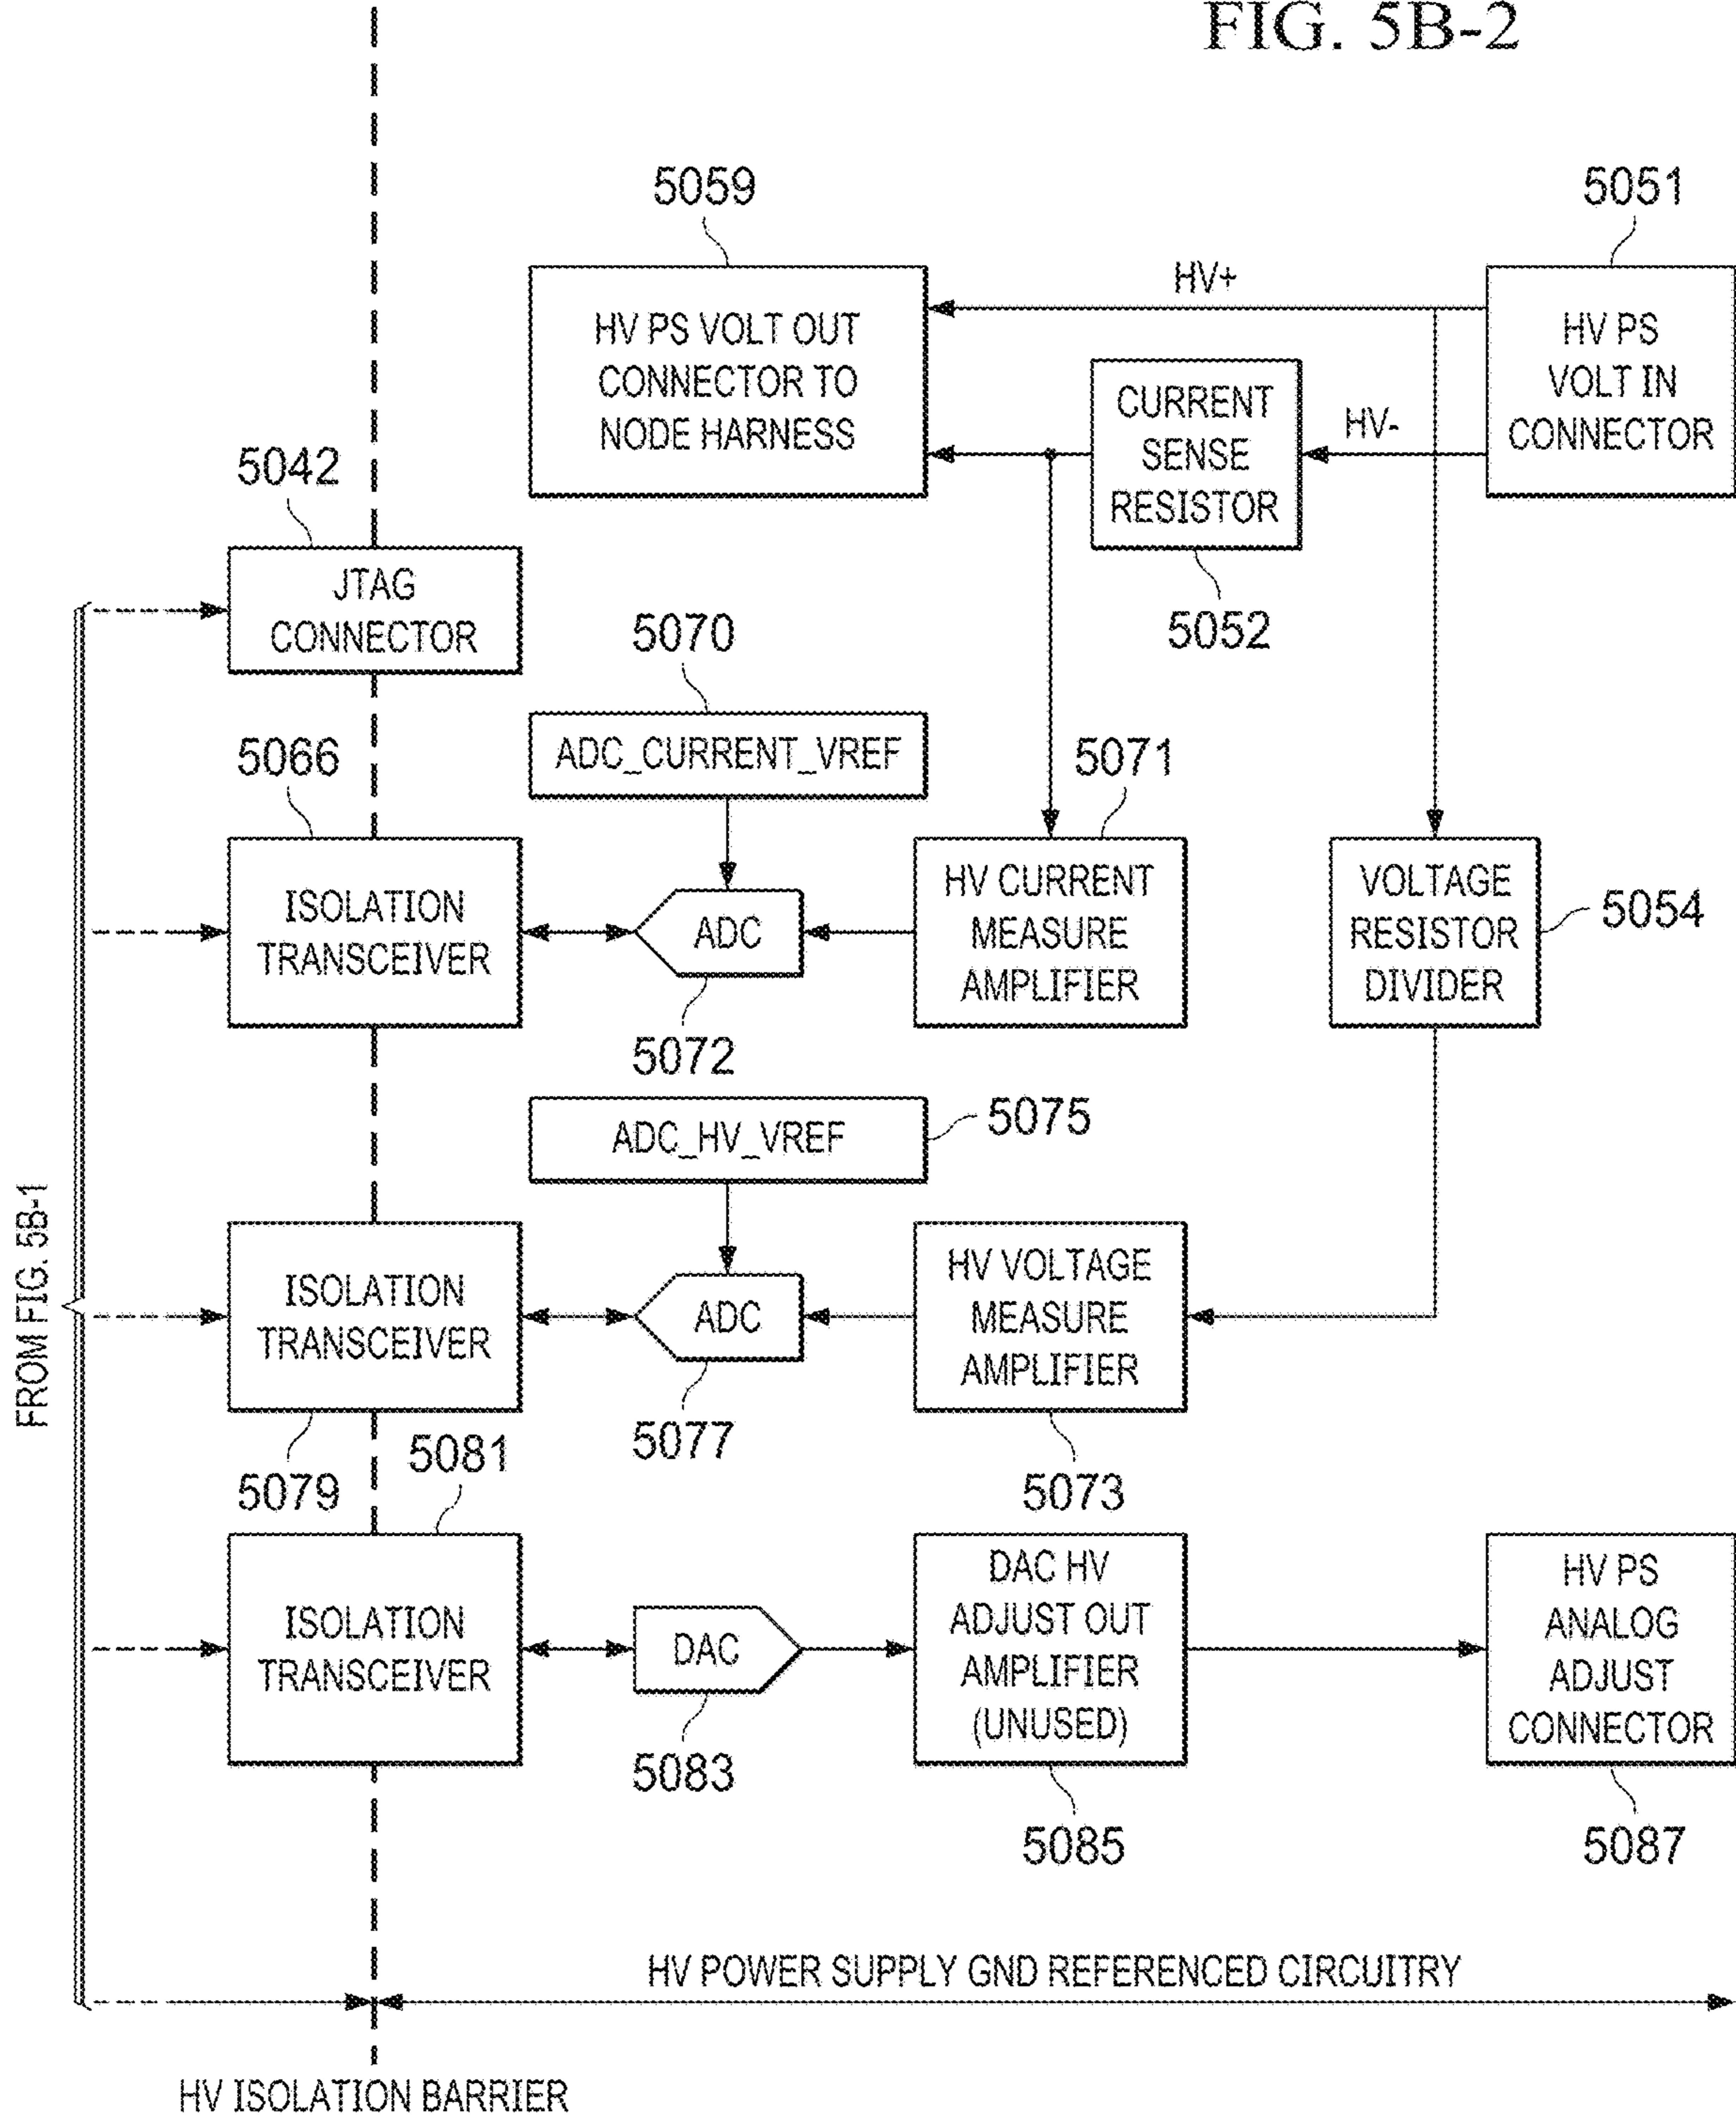 FIG. 5B-2
5059
5051
HV+
HV PS VOLT OUT
CONNECTOR TO
NODE HARNESS
HV PS
VOLT IN
CONNECTOR
CURRENT
SENSE
RESISTOR
HV-
5042
JTAG
CONNECTOR
5052
5070
ADC_CURRENT_VREF
5066
5071
ISOLATION
TRANSCEIVER
ADC
HV CURRENT
MEASURE
AMPLIFIER
VOLTAGE
RESISTOR
DIVIDER
5054
5072
ADC_HV_VREF
5075
FROM FIG. 5B-1
ISOLATION
TRANSCEIVER
ADC
HV VOLTAGE
MEASURE
AMPLIFIER
5079
5081
5077
5073
ISOLATION
TRANSCEIVER
DAC
DAC HV
ADJUST OUT
AMPLIFIER
(UNUSED)
HV PS
ANALOG
ADJUST
CONNECTOR
5083
5085
5087
HV POWER SUPPLY GND REFERENCED CIRCUITRY
HV ISOLATION BARRIER